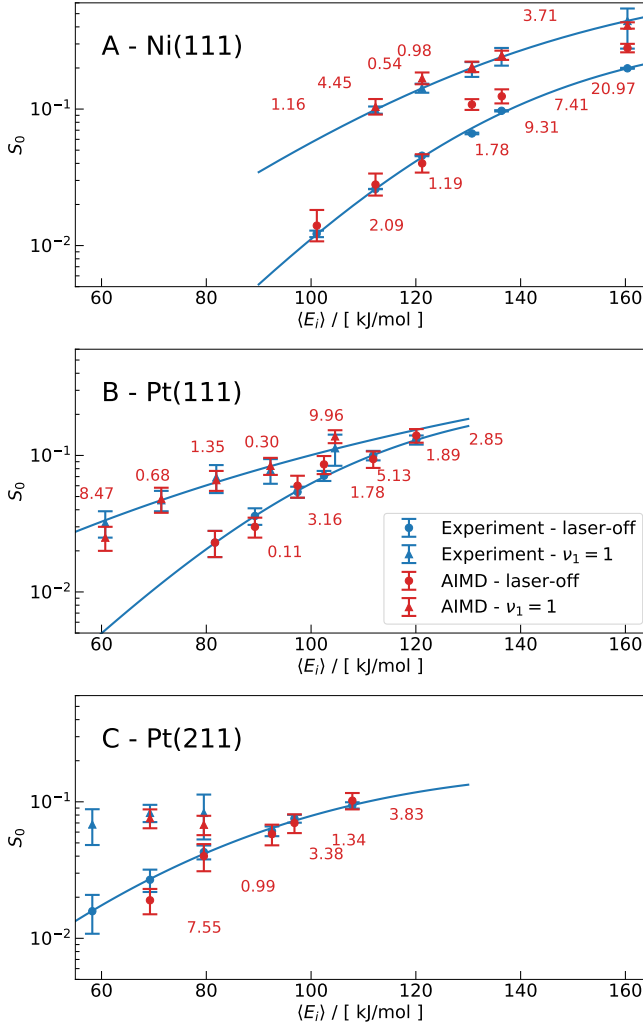 A - Ni(111)
3.71
0.98
0.54
4.45
1.16
20.97
7.41
9.31
1.78
1.19
2.09
10⁻¹
10⁻²
S₀
60 80 100 120 140 160
⟨Eᵢ⟩ / [ kJ/mol ]
B - Pt(111)
9.96
0.30
1.35
0.68
8.47
2.85
1.89
5.13
1.78
3.16
0.11
10⁻¹
10⁻²
S₀
Experiment - laser-off
Experiment - ν₁ = 1
AIMD - laser-off
AIMD - ν₁ = 1
60 80 100 120 140 160
⟨Eᵢ⟩ / [ kJ/mol ]
C - Pt(211)
3.83
1.34
3.38
0.99
7.55
10⁻¹
10⁻²
S₀
60 80 100 120 140 160
⟨Eᵢ⟩ / [ kJ/mol ]